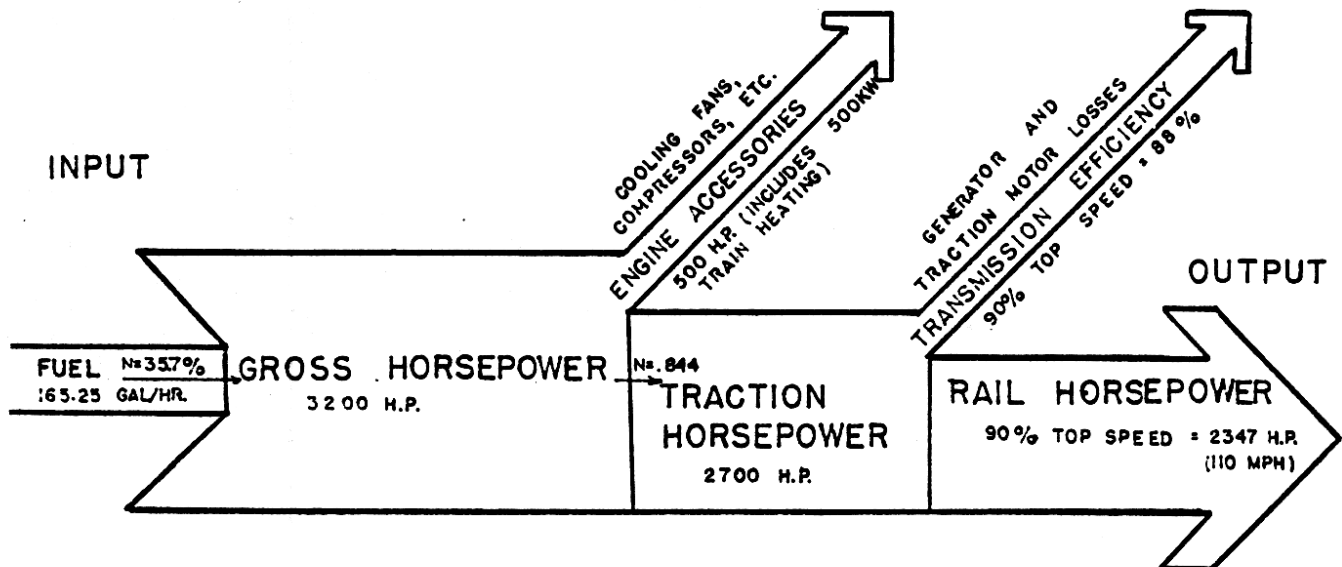 INPUT
FUEL N=35.7%
165.25 GAL/HR.
GROSS HORSEPOWER
3200 H.P.
COOLING FANS,
COMPRESSORS, ETC.
ENGINE ACCESSORIES
500 H.P. (INCLUDES 500KW
TRAIN HEATING)
N=.844
TRACTION
HORSEPOWER
2700 H.P.
GENERATOR AND
TRACTION MOTOR LOSSES
TRANSMISSION EFFICIENCY
90% TOP SPEED = 88%
OUTPUT
RAIL HORSEPOWER
90% TOP SPEED = 2347 H.P.
(110 MPH)